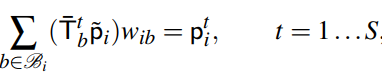 ∑_{b∈ℬ_i} (T̄_b^t p̃_i) w_{ib} = p_i^t,  t = 1…S,